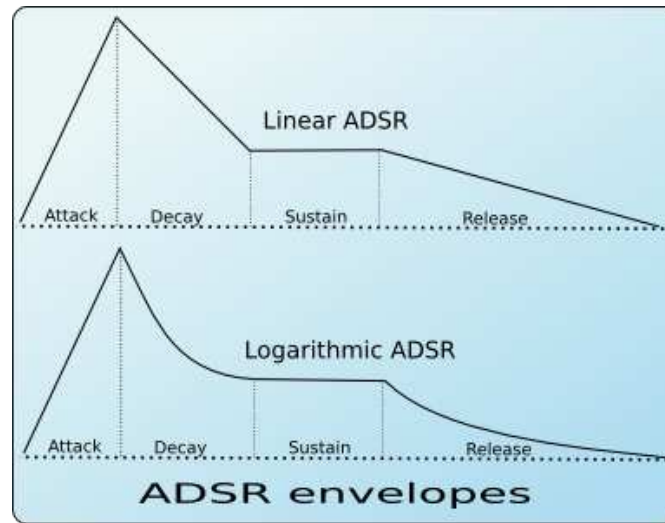 Linear ADSR
Attack Decay Sustain Release
Logarithmic ADSR
Attack Decay Sustain Release
ADSR envelopes